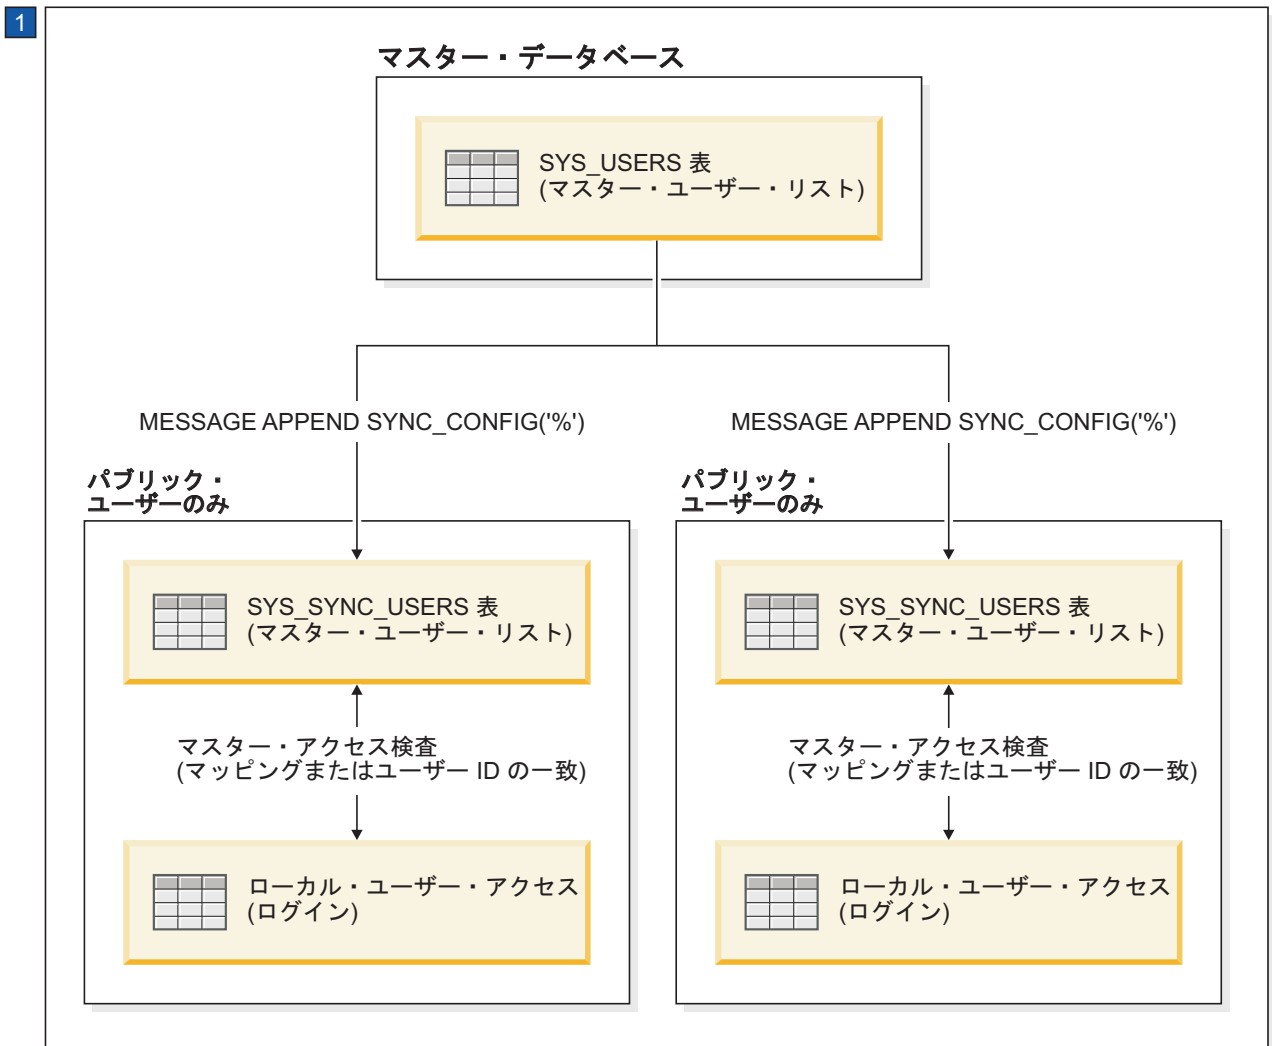 1
マスター・データベース
SYS_USERS 表
(マスター・ユーザー・リスト)
MESSAGE APPEND SYNC_CONFIG('%')
MESSAGE APPEND SYNC_CONFIG('%')
パブリック・
ユーザーのみ
SYS_SYNC_USERS 表
(マスター・ユーザー・リスト)
マスター・アクセス検査
(マッピングまたはユーザー ID の一致)
ローカル・ユーザー・アクセス
(ログイン)
パブリック・
ユーザーのみ
SYS_SYNC_USERS 表
(マスター・ユーザー・リスト)
マスター・アクセス検査
(マッピングまたはユーザー ID の一致)
ローカル・ユーザー・アクセス
(ログイン)